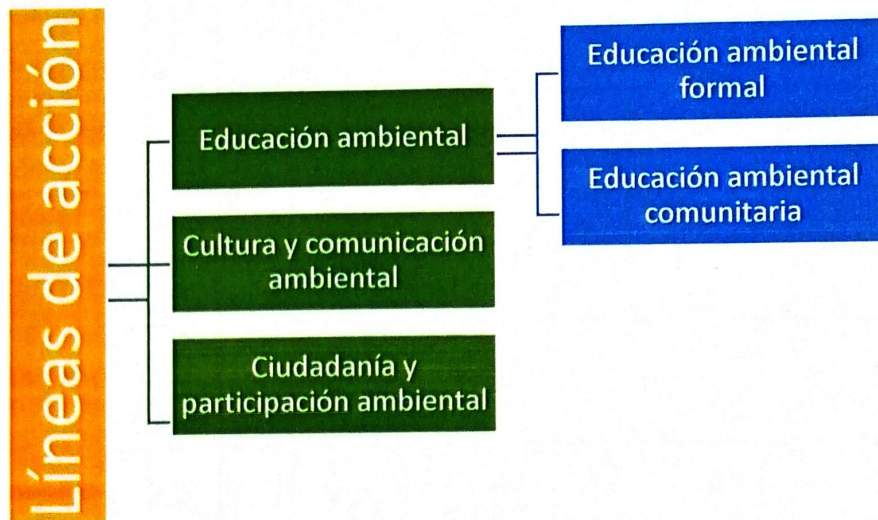 Líneas de acción
Educación ambiental
Cultura y comunicación
ambiental
Ciudadanía y
participación ambiental
Educación ambiental
formal
Educación ambiental
comunitaria